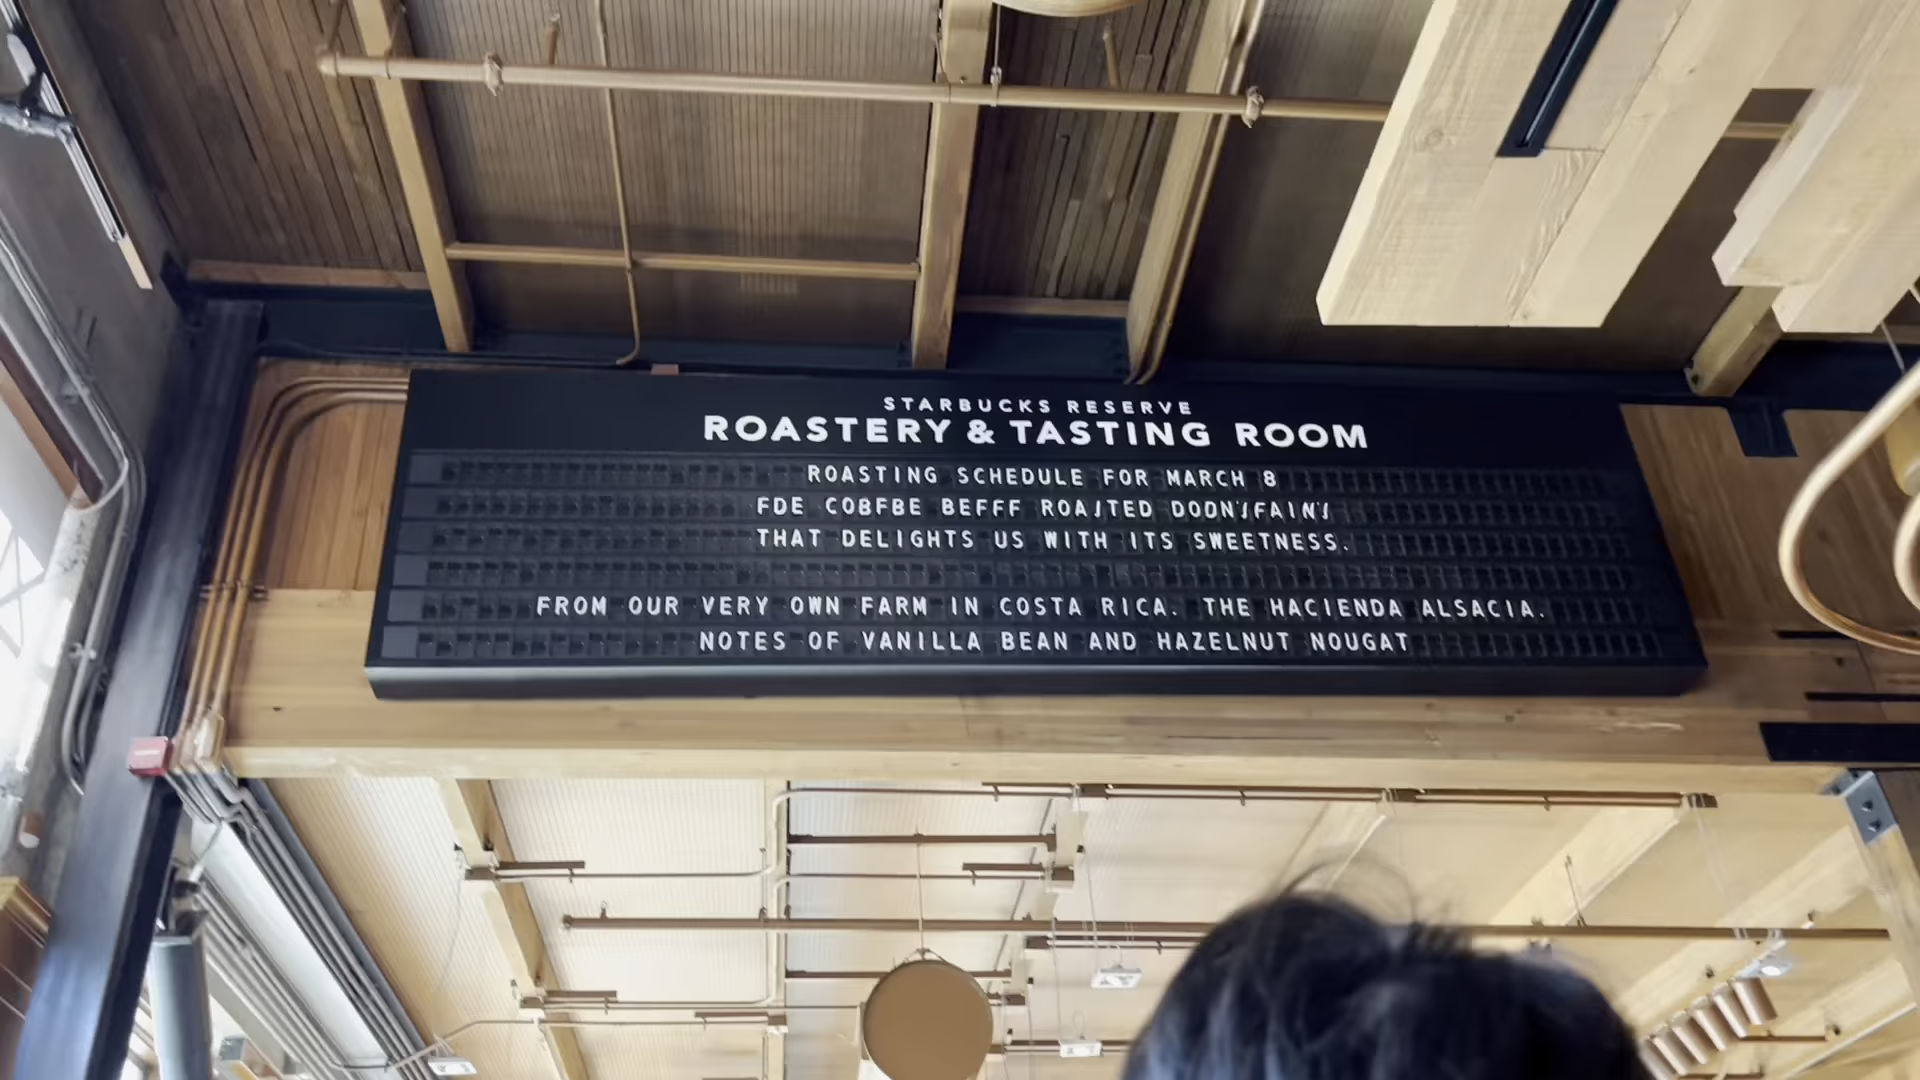 STARBUCKS RESERVE
ROASTERY & TASTING ROOM
ROASTING SCHEDULE FOR MARCH 8
THAT DELIGHTS US WITH ITS SWEETNESS.
FROM OUR VERY OWN FARM IN COSTA RICA. THE HACIENDA ALSACIA.
NOTES OF VANILLA BEAN AND HAZELNUT NOUGAT